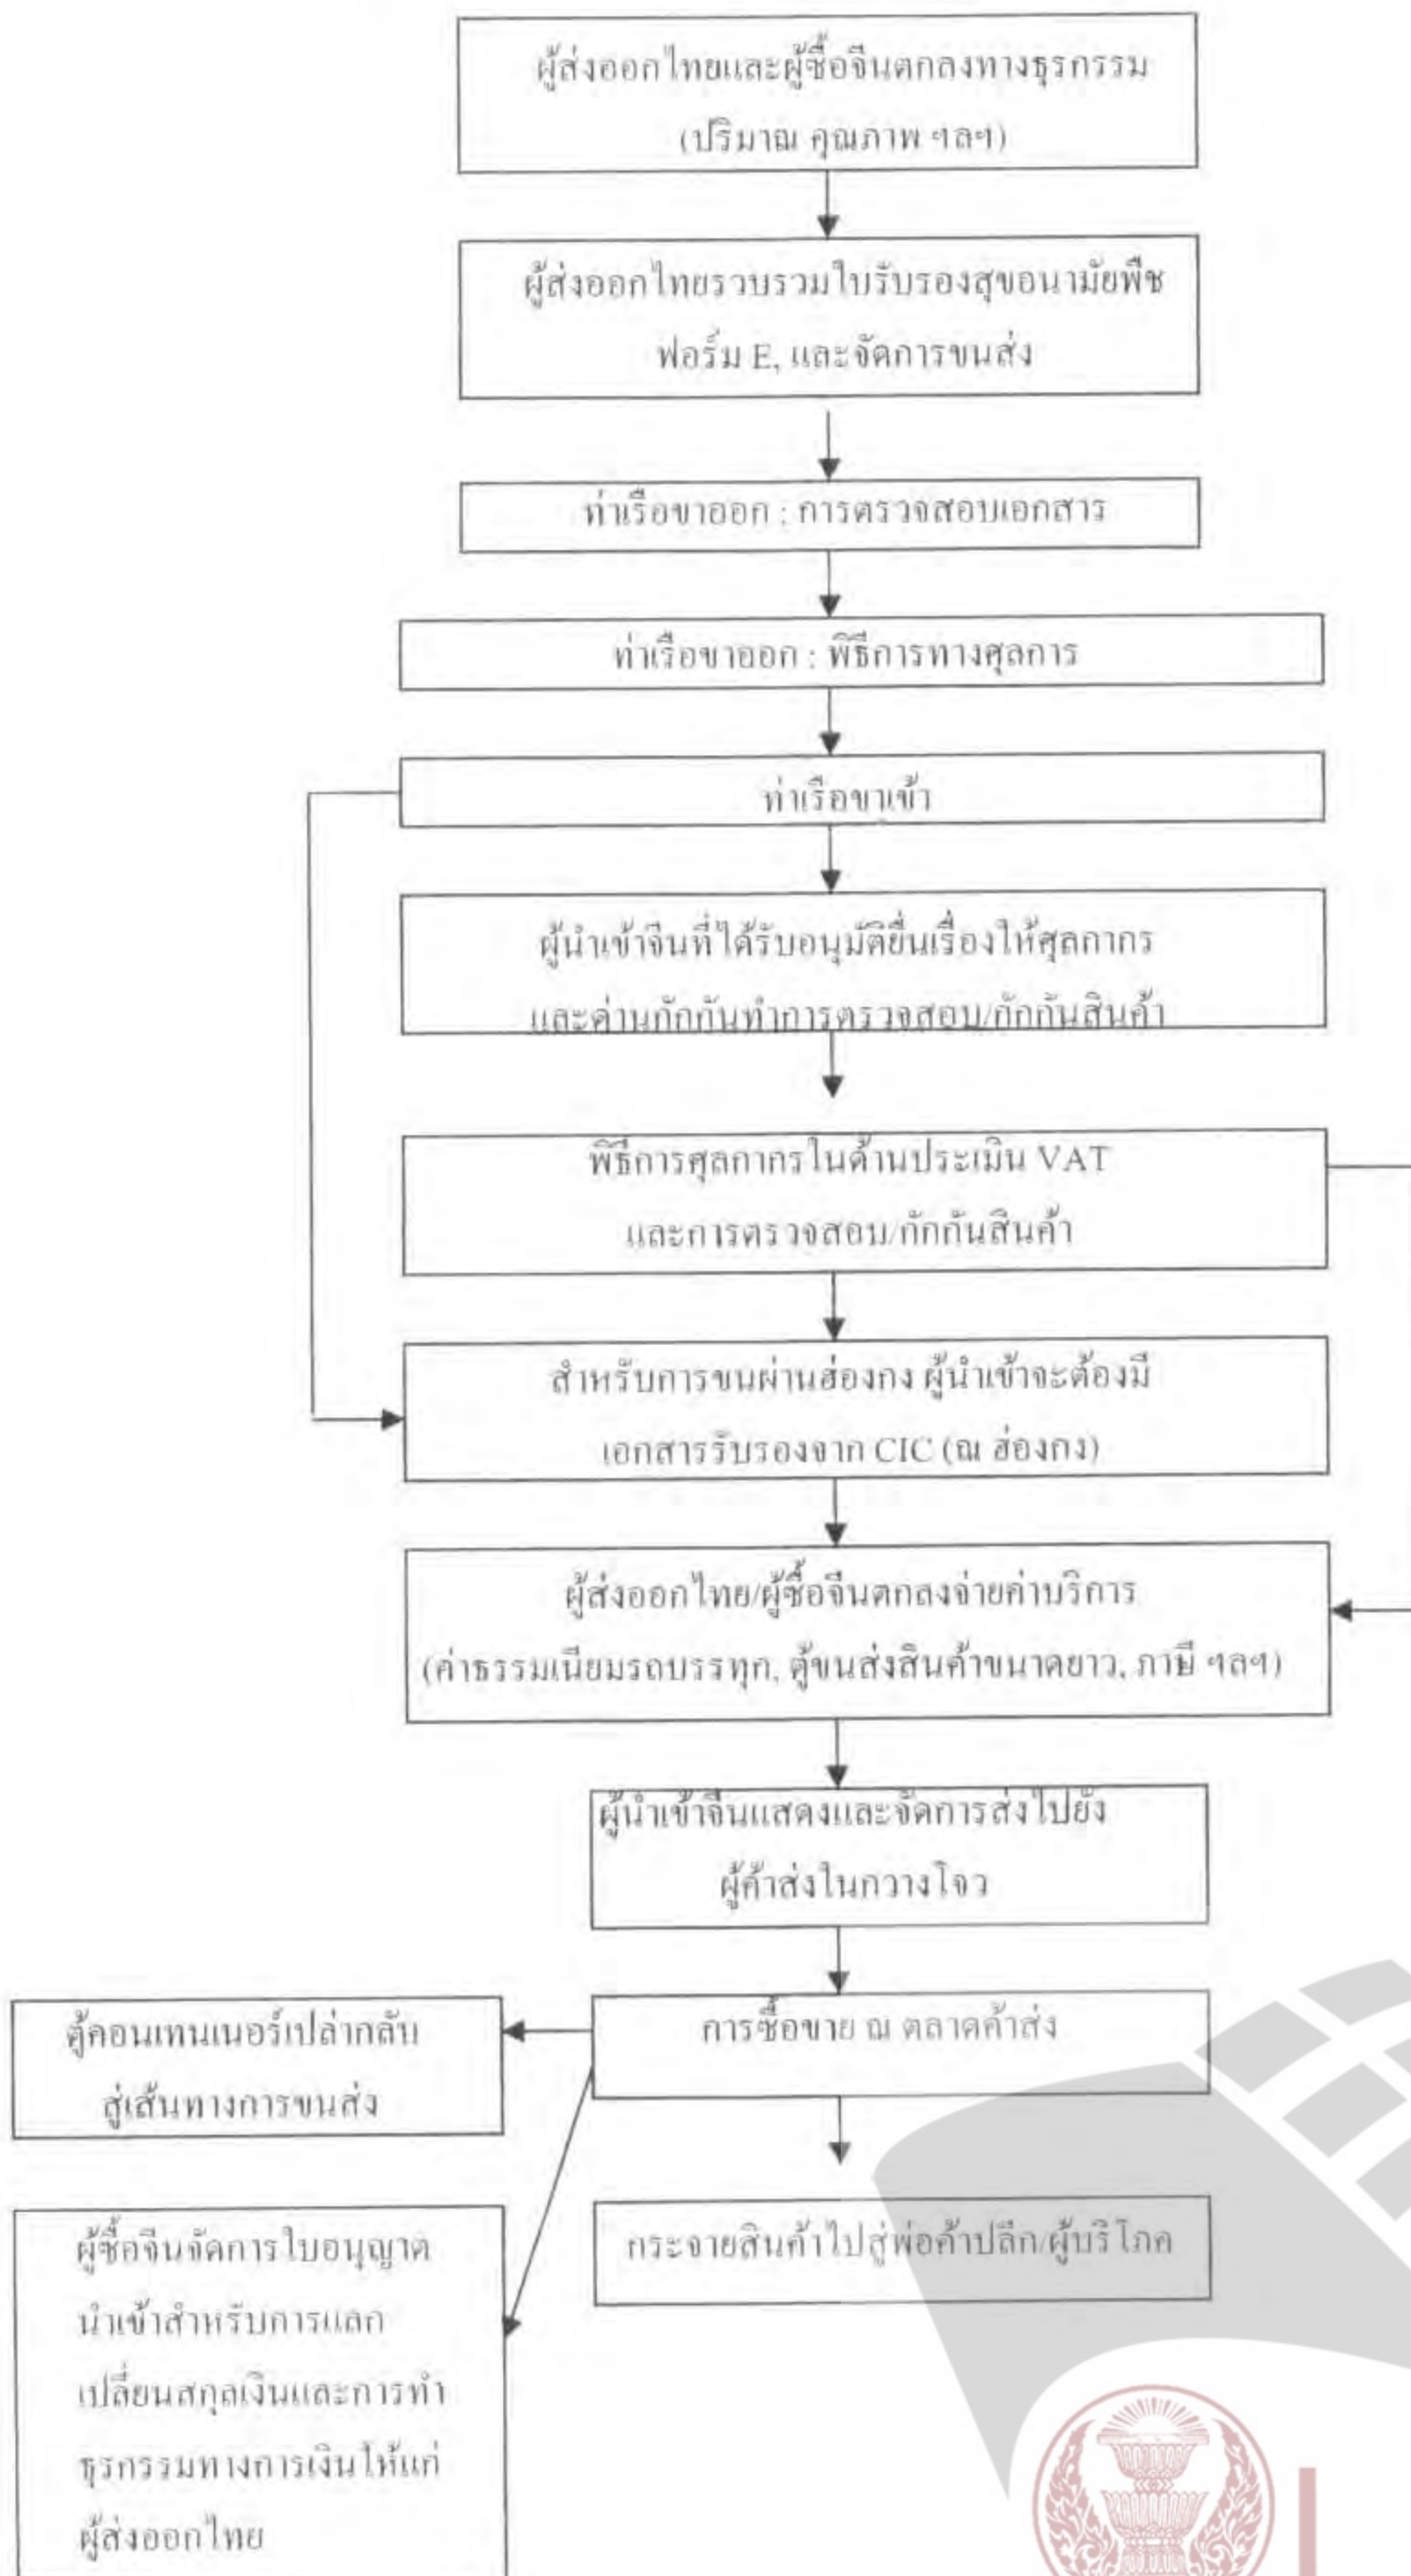 ผู้ส่งออกไทยและผู้ซื้อจีนตกลงทางธุรกรรม
(ปริมาณ คุณภาพ ฯลฯ)
ผู้ส่งออกไทยรวบรวมใบรับรองสุขอนามัยพืช
ฟอร์ม E, และจัดการขนส่ง
ท่าเรือขาออก : การตรวจสอบเอกสาร
ท่าเรือขาออก : พิธีการทางศุลการ
ท่าเรือขาเข้า
ผู้นำเข้าจีนที่ได้รับอนุมัติยื่นเรื่องให้ศุลกากร
และด่านกักกันทำการตรวจสอบ/กักกันสินค้า
พิธีการศุลกากรในด้านประเมิน VAT
และการตรวจสอบ/กักกันสินค้า
สำหรับการขนผ่านฮ่องกง ผู้นำเข้าจะต้องมี
เอกสารรับรองจาก CIC (ณ ฮ่องกง)
ผู้ส่งออกไทย/ผู้ซื้อจีนตกลงจ่ายค่าบริการ
(ค่าธรรมเนียมรถบรรทุก, ตู้ขนส่งสินค้าขนาดยาว, ภาษี ฯลฯ)
ผู้นำเข้าจีนแสดงและจัดการส่งไปยัง
ผู้ค้าส่งในกวางโจว
การซื้อขาย ณ ตลาดค้าส่ง
ตู้คอนเทนเนอร์เปล่ากลับ
สู่เส้นทางการขนส่ง
กระจายสินค้าไปสู่พ่อค้าปลีก/ผู้บริโภค
ผู้ซื้อจีนจัดการใบอนุญาต
นำเข้าสำหรับการแลก
เปลี่ยนสกุลเงินและการทำ
ธุรกรรมทางการเงินให้แก่
ผู้ส่งออกไทย